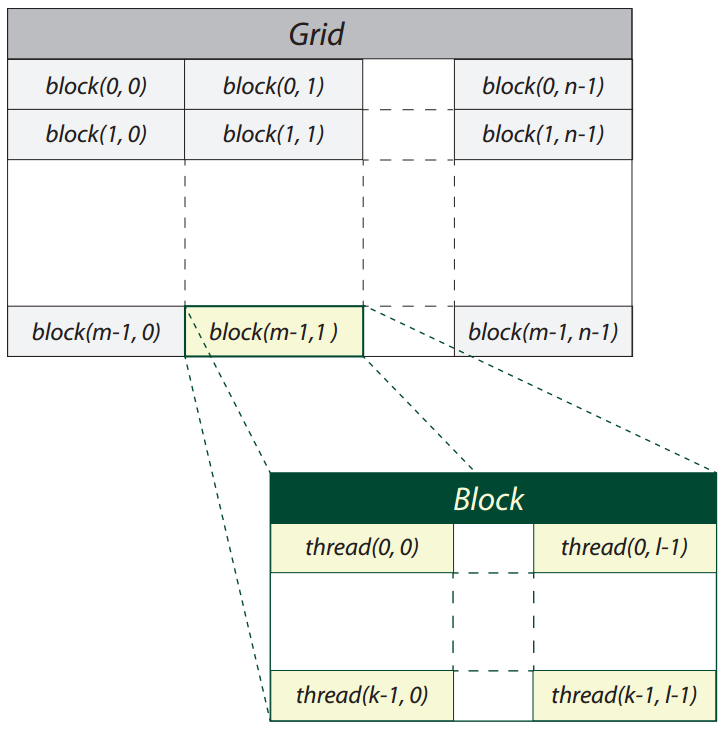 Grid
block(0, 0) block(0, 1) block(0, n-1)
block(1, 0) block(1, 1) block(1, n-1)
block(m-1, 0) block(m-1,1 ) block(m-1, n-1)
Block
thread(0, 0) thread(0, l-1)
thread(k-1, 0) thread(k-1, l-1)